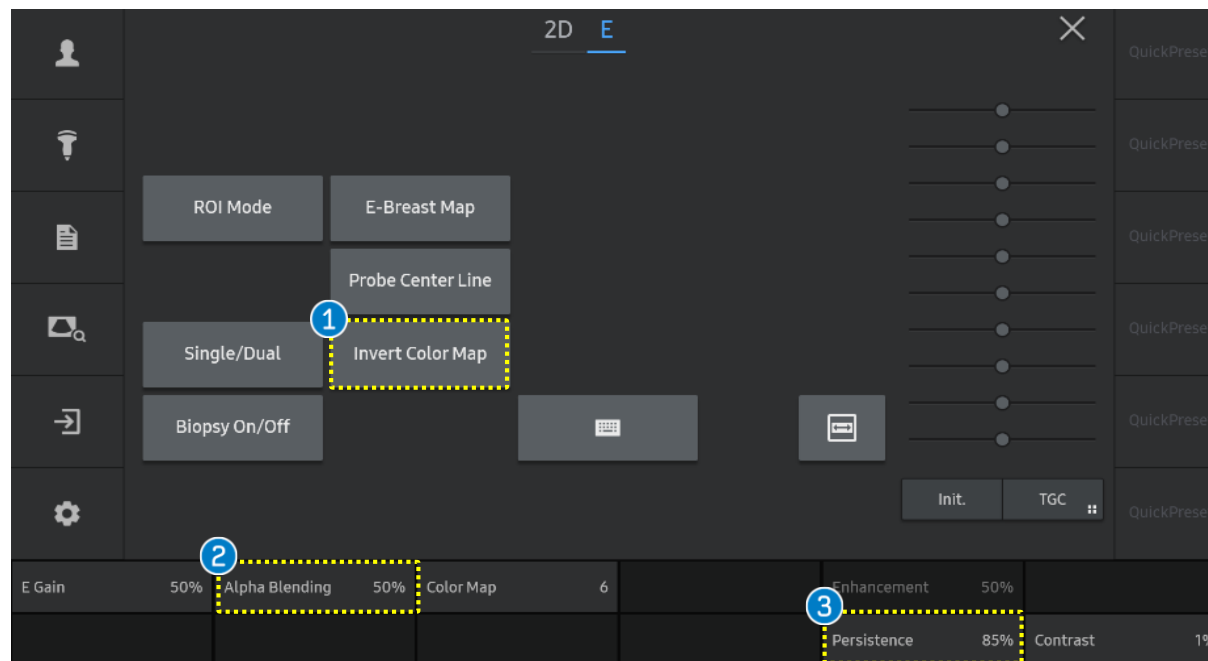 2D E
QuickPrese
QuickPrese
ROI Mode E-Breast Map
QuickPrese
Probe Center Line
1
Single/Dual Invert Color Map
QuickPrese
Biopsy On/Off
QuickPrese
Init. TGC
QuickPrese
2
E Gain 50% Alpha Blending 50% Color Map 6 Enhancement 50%
3
Persistence 85% Contrast 1%